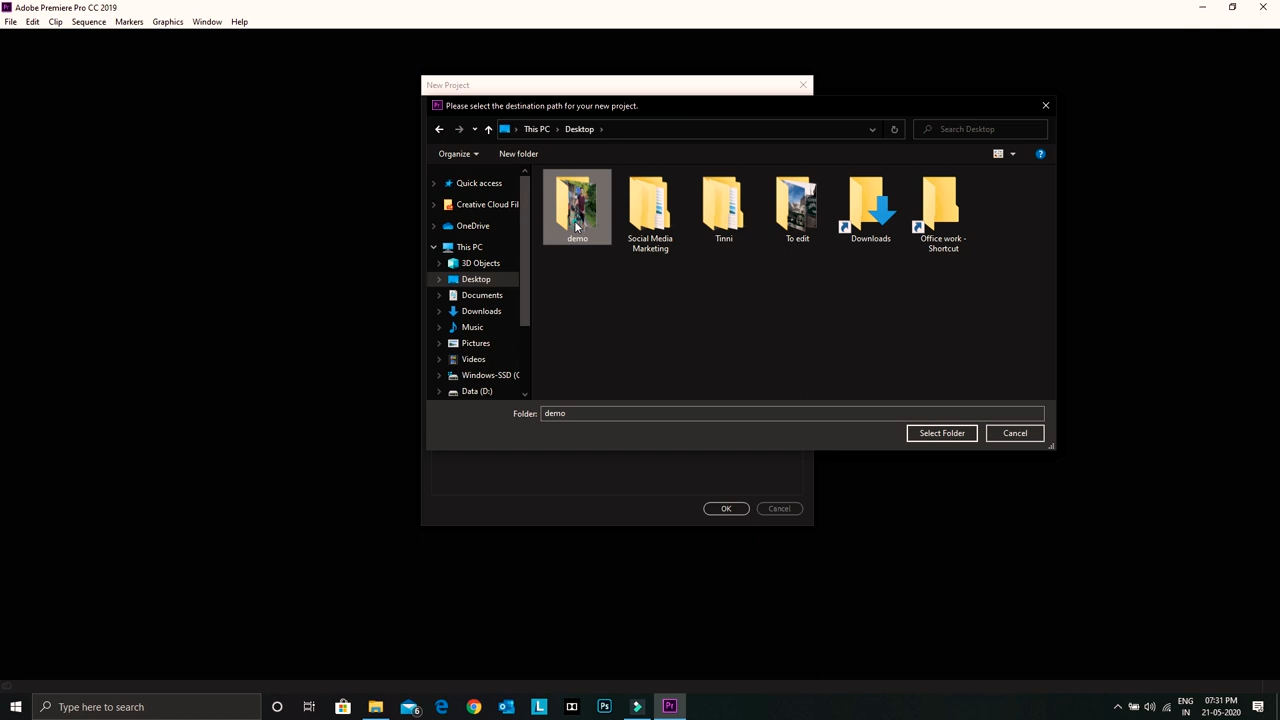 Adobe Premiere Pro CC 2019
File Edit Clip Sequence Markers Graphics Window Help
New Project
Please select the destination path for your new project.
This PC Desktop
Search Desktop
Organize New folder
Quick access
Creative Cloud Fil
OneDrive
This PC
3D Objects
Desktop
Documents
Downloads
Music
Pictures
Videos
Windows-SSD (C
Data (D:)
demo
Social Media
Marketing
Tinni
To edit
Downloads
Office work -
Shortcut
Folder: demo
Select Folder Cancel
OK Cancel
Type here to search
6
ENG
IN
07:31 PM
21-05-2020